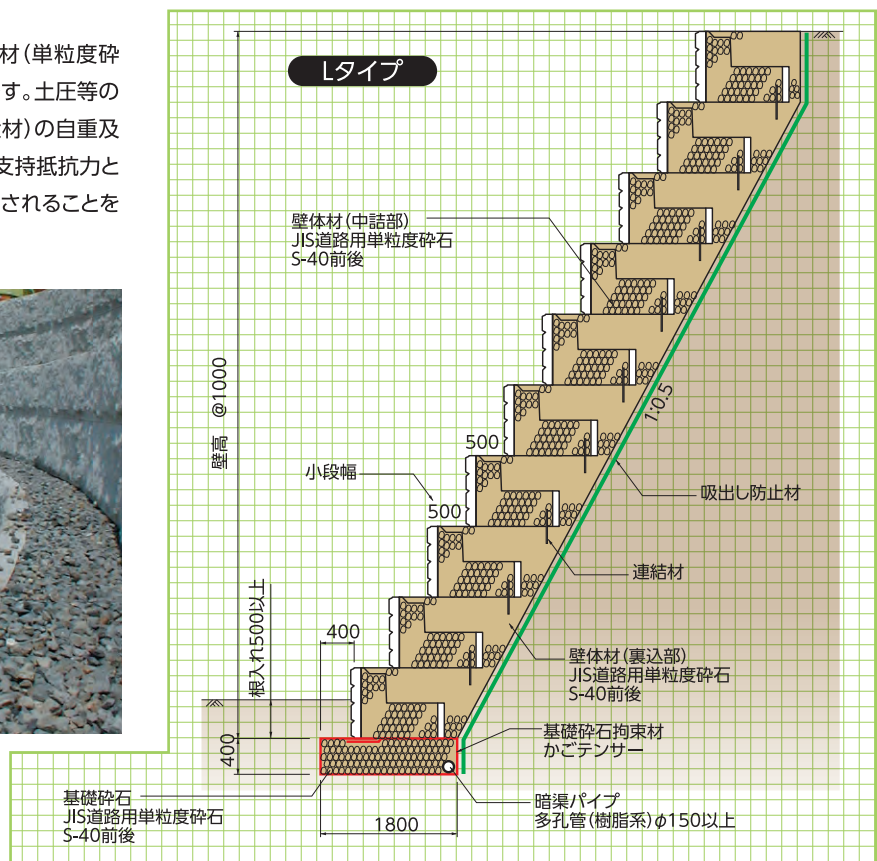 材(単粒度砕
す。土圧等の
材)の自重及
支持抵抗力と
されることを
Lタイプ
壁体材(中詰部)
JIS道路用単粒度砕石
S-40前後
壁高 @1000
1:0.5
500
小段幅
500
吸出し防止材
連結材
根入れ500以上
400
壁体材(裏込部)
JIS道路用単粒度砕石
S-40前後
基礎砕石拘束材
かごテンサー
400
基礎砕石
JIS道路用単粒度砕石
S-40前後
1800
暗渠パイプ
多孔管(樹脂系)φ150以上